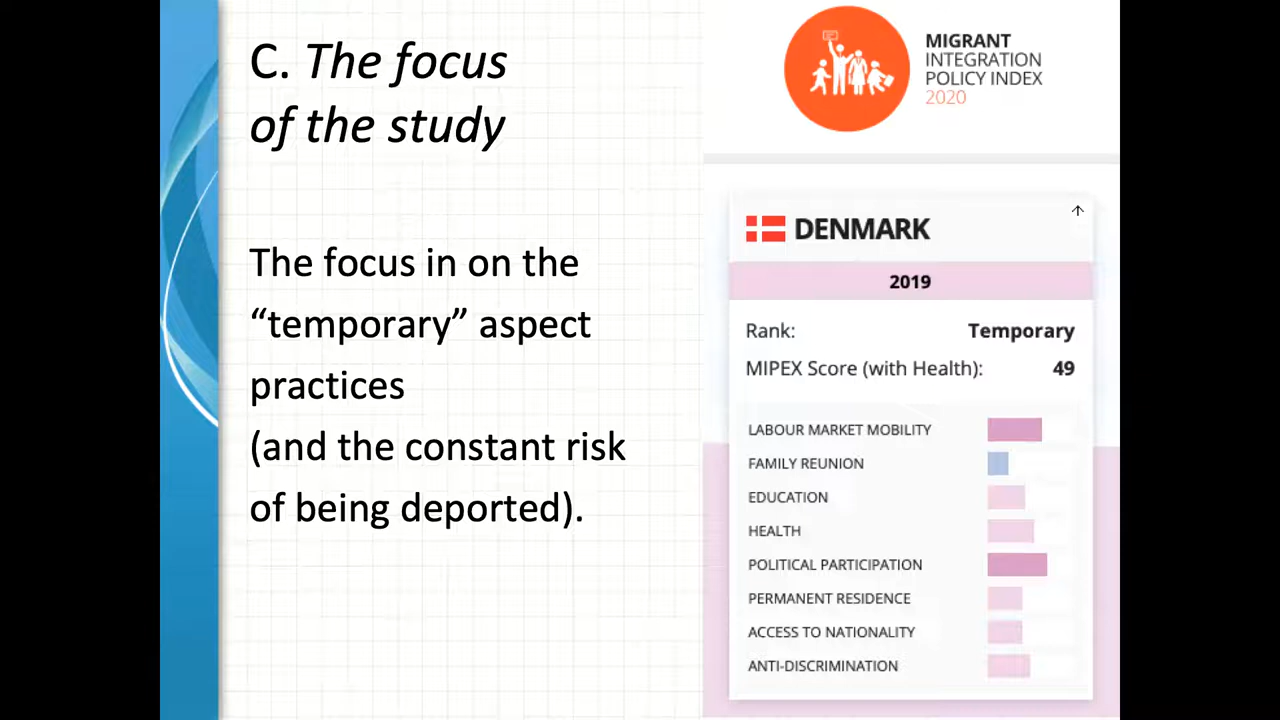 C. The focus
of the study
The focus in on the
“temporary” aspect
practices
(and the constant risk
of being deported).
MIGRANT
INTEGRATION
POLICY INDEX
2020
DENMARK
2019
Rank: Temporary
MIPEX Score (with Health): 49
LABOUR MARKET MOBILITY
FAMILY REUNION
EDUCATION
HEALTH
POLITICAL PARTICIPATION
PERMANENT RESIDENCE
ACCESS TO NATIONALITY
ANTI-DISCRIMINATION